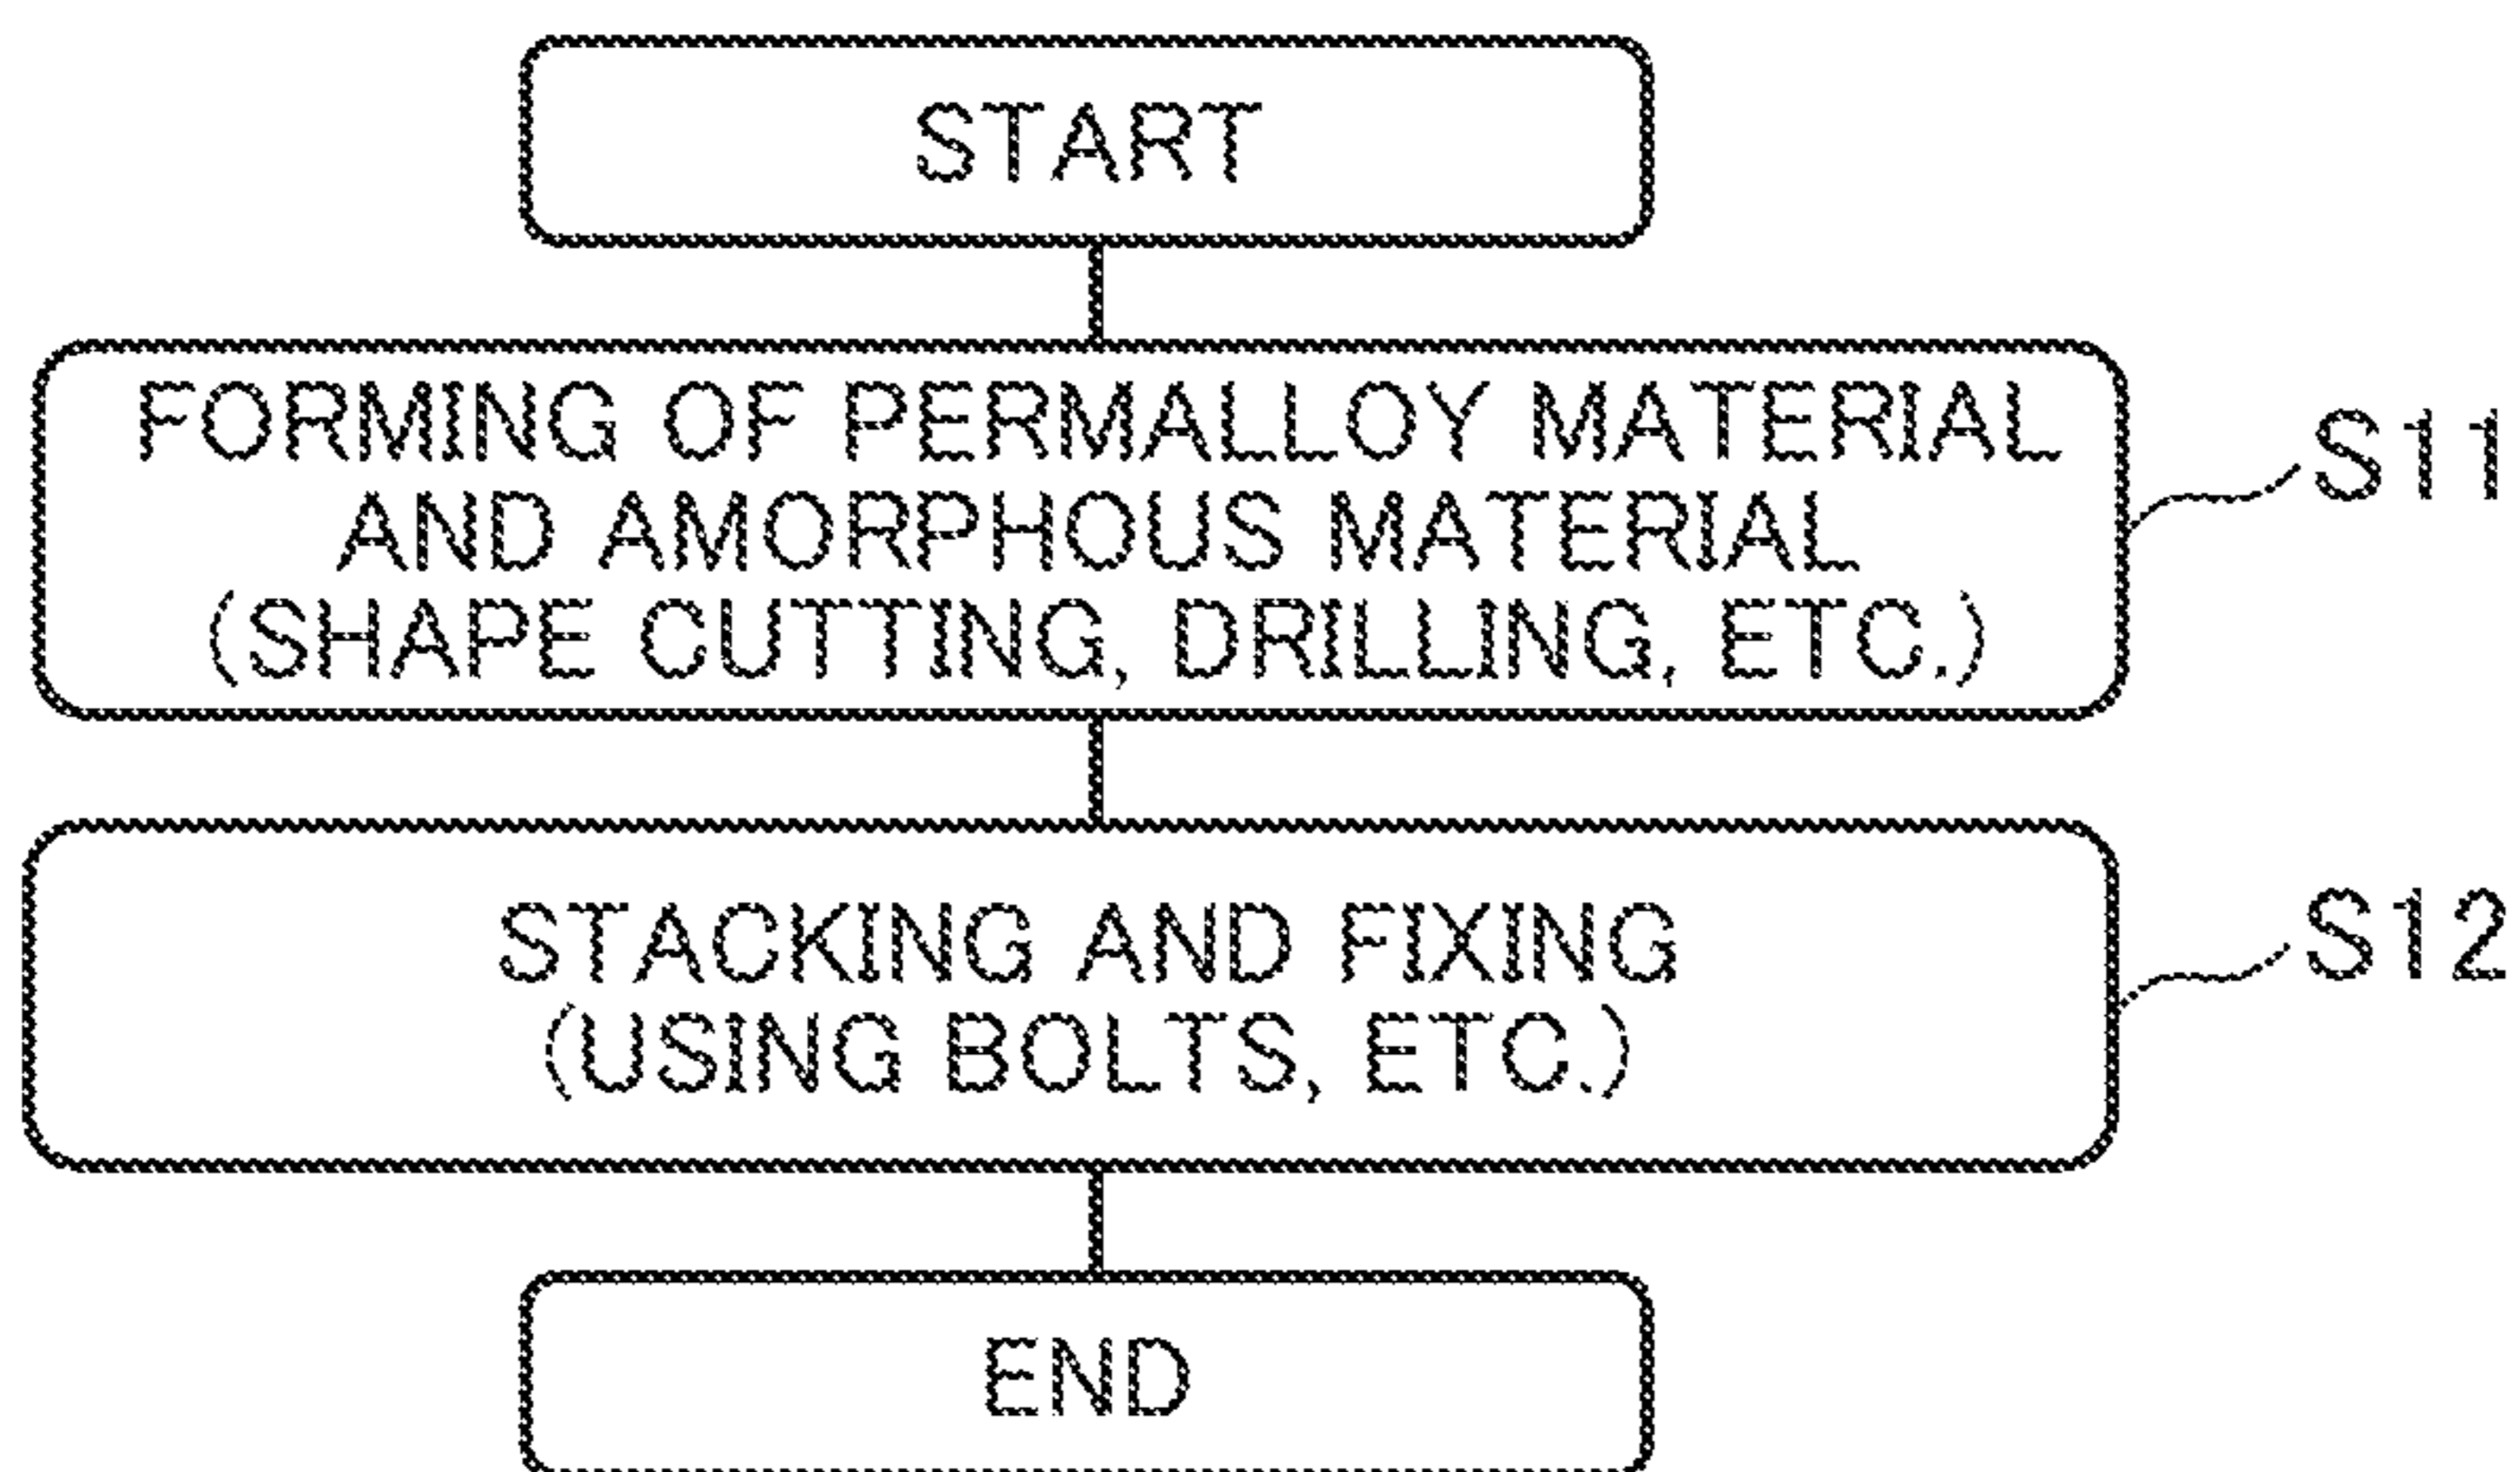 START
FORMING OF PERMALLOY MATERIAL
AND AMORPHOUS MATERIAL
(SHAPE CUTTING, DRILLING, ETC.)
S11
STACKING AND FIXING
(USING BOLTS, ETC.)
S12
END